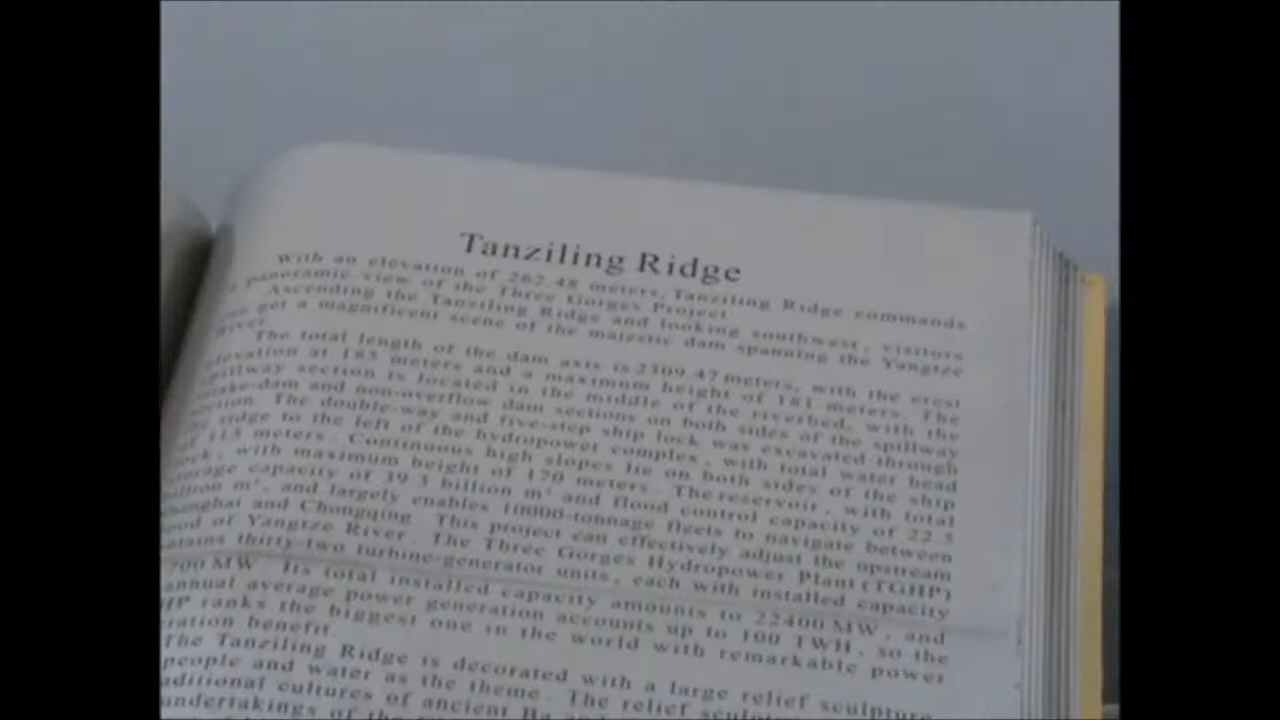 Tanziling Ridge
With an elevation of 262.48 meters, Tanziling Ridge commands
a panoramic view of the Three Gorges Project.
Ascending the Tanziling Ridge and looking southwest, visitors
can get a magnificent scene of the majestic dam spanning the Yangtze
River.
The total length of the dam axis is 2309.47 meters, with the crest
elevation at 185 meters and a maximum height of 181 meters. The
spillway section is located in the middle of the riverbed, with the
intake-dam and non-overflow dam sections on both sides of the spillway
section. The double-way and five-step ship lock was excavated through
the ridge to the left of the hydropower complex, with total water head
of 113 meters. Continuous high slopes lie on both sides of the ship
lock, with maximum height of 170 meters. The reservoir, with total
storage capacity of 39.3 billion m³ and flood control capacity of 22.5
billion m³, and largely enables 10000-tonnage fleets to navigate between
Shanghai and Chongqing. This project can effectively adjust the upstream
flood of Yangtze River. The Three Gorges Hydropower Plant (TGHP)
contains thirty-two turbine-generator units, each with installed capacity
700 MW. Its total installed capacity amounts to 22400 MW, and
annual average power generation accounts up to 100 TWH, so the
HP ranks the biggest one in the world with remarkable power
ration benefit.
The Tanziling Ridge is decorated with a large relief sculpture
people and water as the theme. The relief
aditional cultures of ancient Ba
undertakings of the